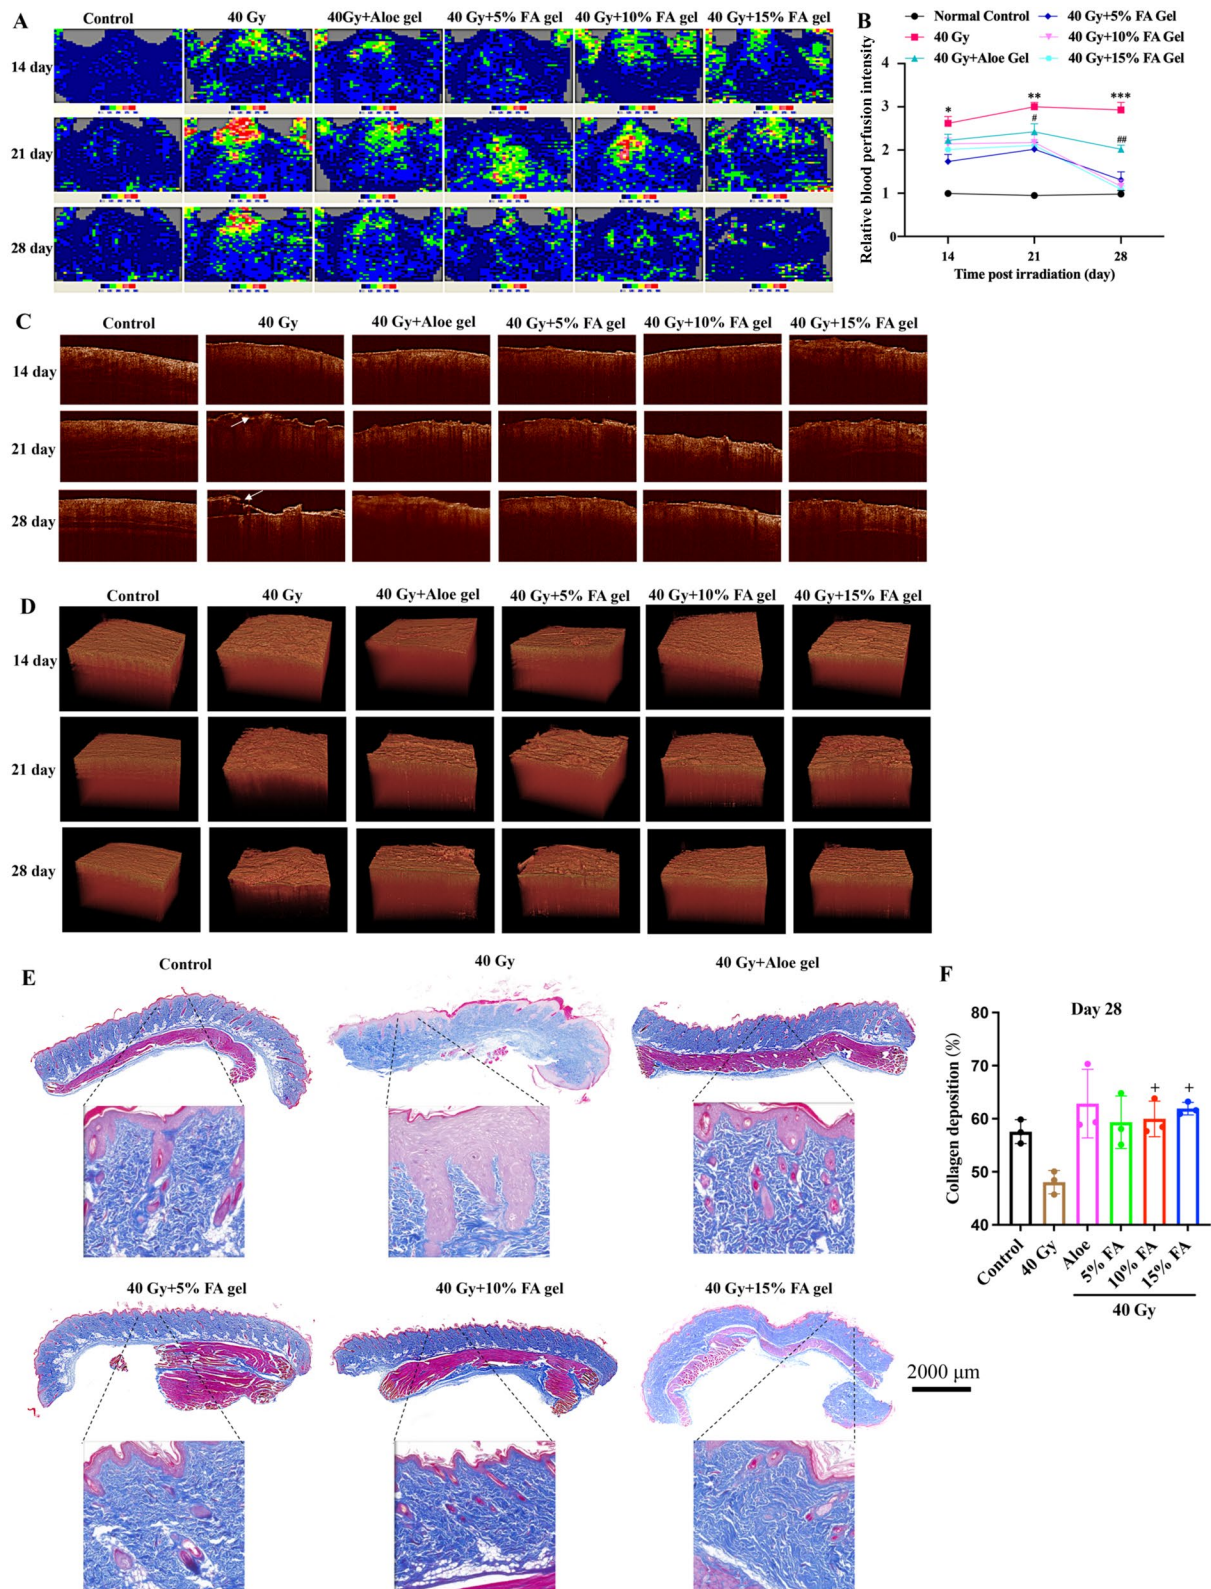 A
Control
40 Gy
40Gy+Aloe gel
40 Gy+5% FA gel
40 Gy+10% FA gel
40 Gy+15% FA gel
14 day
21 day
28 day
B
Normal Control
40 Gy
40 Gy+Aloe Gel
40 Gy+5% FA Gel
40 Gy+10% FA Gel
40 Gy+15% FA Gel
Relative blood perfusion intensity
4
3
2
1
0
*
**
***
#
##
14
21
28
Time post irradiation (day)
C
Control
40 Gy
40 Gy+Aloe gel
40 Gy+5% FA gel
40 Gy+10% FA gel
40 Gy+15% FA gel
14 day
21 day
28 day
D
Control
40 Gy
40 Gy+Aloe gel
40 Gy+5% FA gel
40 Gy+10% FA gel
40 Gy+15% FA gel
14 day
21 day
28 day
E
Control
40 Gy
40 Gy+Aloe gel
40 Gy+5% FA gel
40 Gy+10% FA gel
40 Gy+15% FA gel
2000 μm
F
Day 28
Collagen deposition (%)
80
70
60
50
40
+
+
Control
40 Gy
Aloe
5% FA
10% FA
15% FA
40 Gy